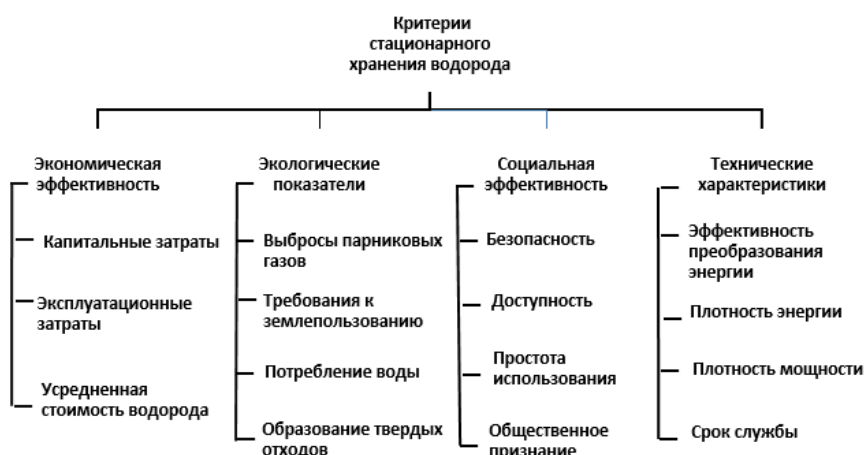 Критерии
стационарного
хранения водорода
Экономическая
эффективность
Капитальные затраты
Эксплуатационные
затраты
Усредненная
стоимость водорода
Экологические
показатели
Выбросы парниковых
газов
Требования к
землепользованию
Потребление воды
Образование твердых
отходов
Социальная
эффективность
Безопасность
Доступность
Простота
использования
Общественное
признание
Технические
характеристики
Эффективность
преобразования
энергии
Плотность энергии
Плотность мощности
Срок службы